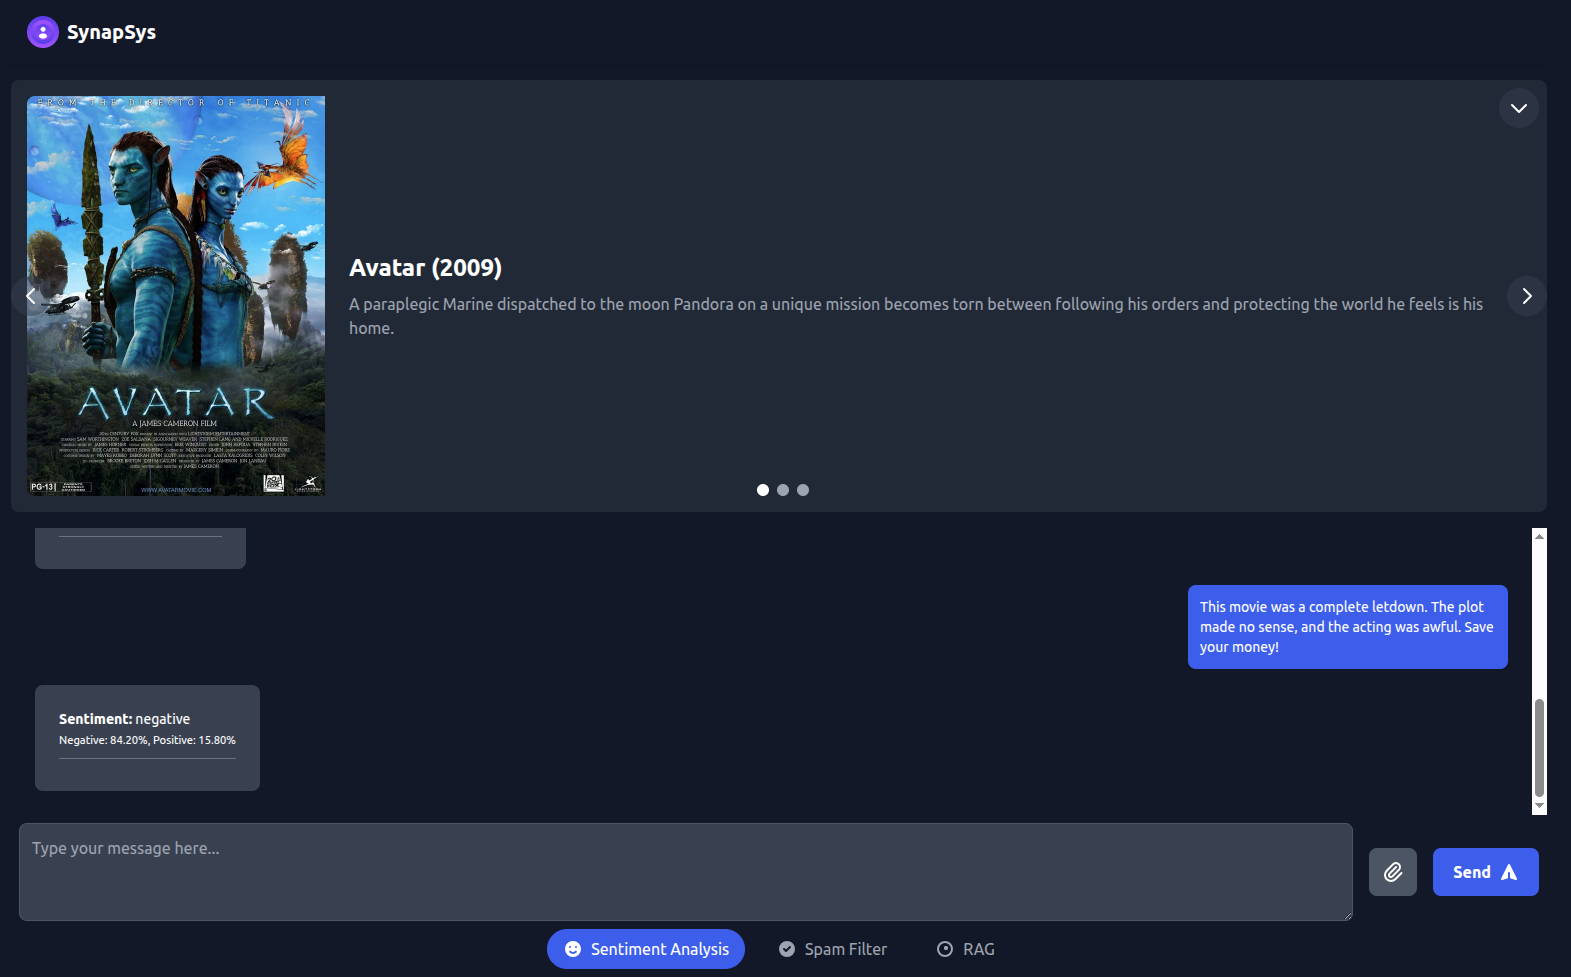 SynapSys
FROM THE DIRECTOR OF TITANIC
AVATAR
A JAMES CAMERON FILM
PG-13
WWW.AVATARMOVIE.COM
Avatar (2009)
A paraplegic Marine dispatched to the moon Pandora on a unique mission becomes torn between following his orders and protecting the world he feels is his
home.
This movie was a complete letdown. The plot
made no sense, and the acting was awful. Save
your money!
Sentiment: negative
Negative: 84.20%, Positive: 15.80%
Type your message here...
Send
Sentiment Analysis
Spam Filter
RAG